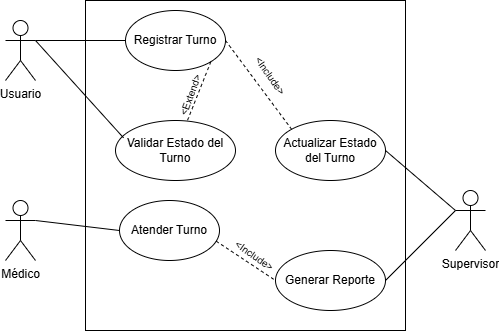 Registrar Turno
Usuario
<Include>
<Extend>
Validar Estado del
Turno
Actualizar Estado
del Turno
Atender Turno
Médico
<Include>
Generar Reporte
Supervisor